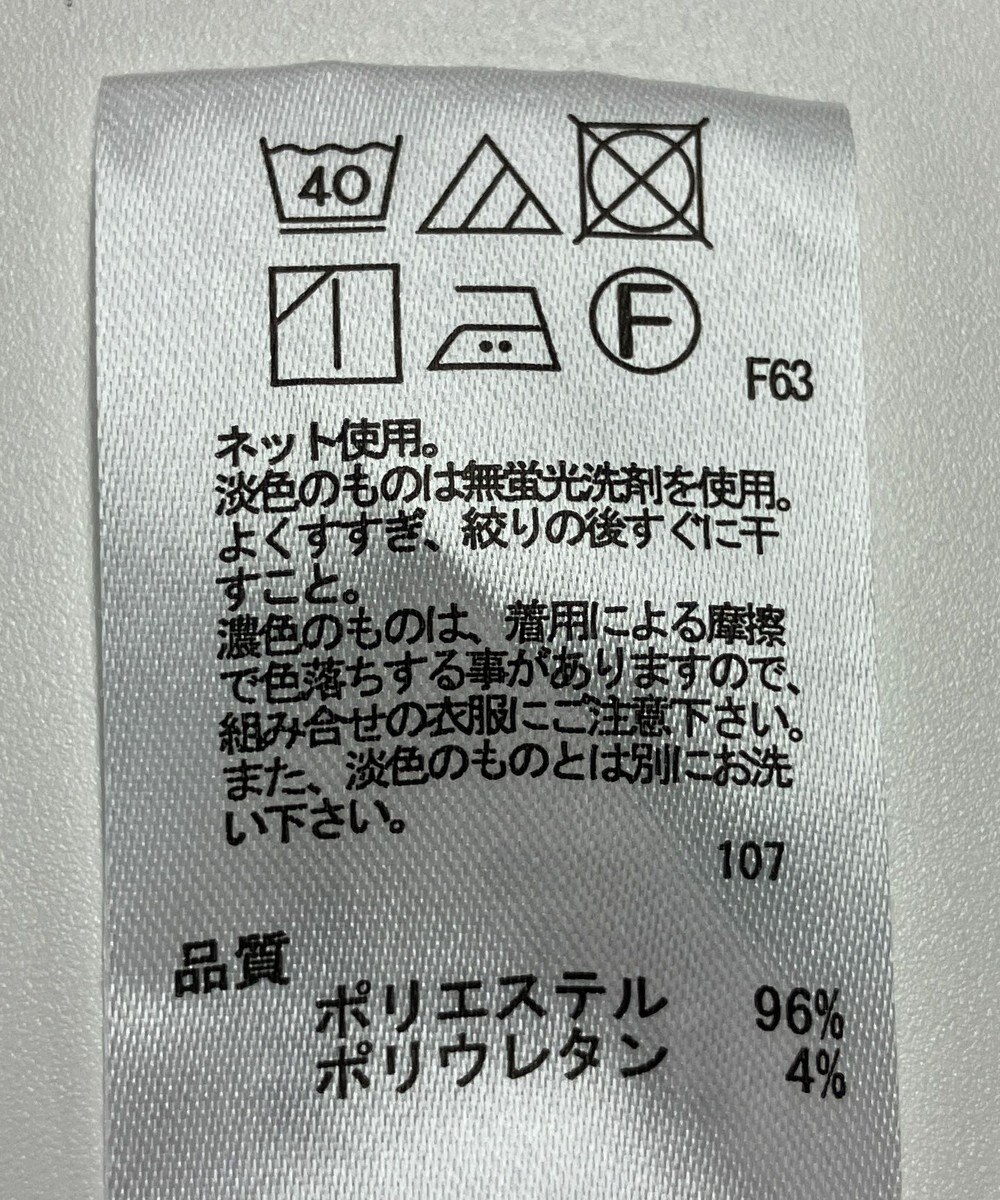 40
F
F63
ネット使用。
淡色のものは無蛍光洗剤を使用。
よくすすぎ、絞りの後すぐに干
すこと。
濃色のものは、着用による摩擦
で色落ちする事がありますので、
組み合せの衣服にご注意下さい。
また、淡色のものとは別にお洗
い下さい。
107
品質
ポリエステル 96%
ポリウレタン 4%